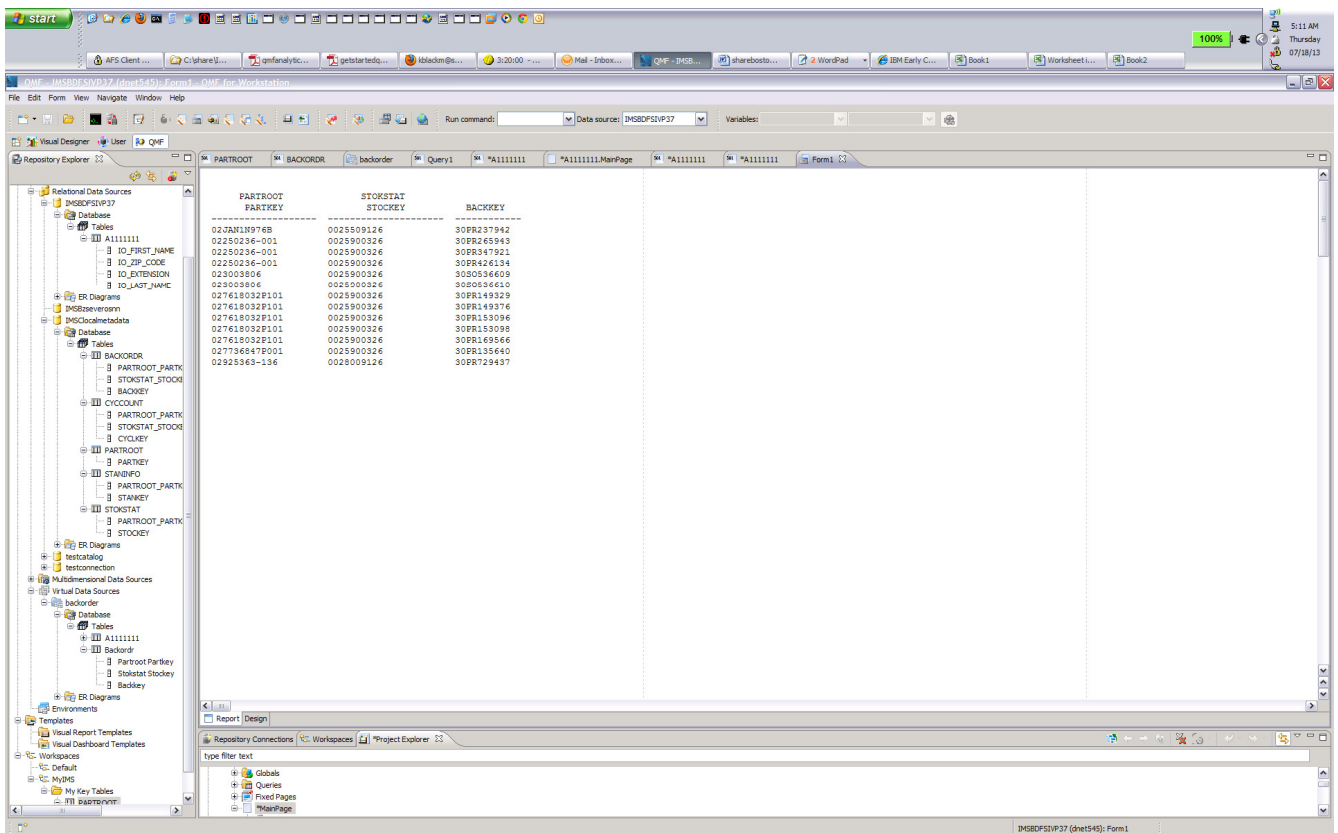 start
5:11 AM
100%
Thursday
07/18/13
AFS Client ...
C:\share\I...
qmfanalytic...
getstartedq...
kblackm@s...
3:20:00 - ...
Mail - Inbox...
QMF - IMSB...
sharebosto...
2 WordPad
IBM Early C...
Book1
Worksheet i...
Book2
QMF - IMSBDFSIVP37 (dnet545): Form1 - QMF for Workstation
File Edit Form View Navigate Window Help
Run command:
Data source: IMSBDFSIVP37
Variables:
Visual Designer User QMF
Repository Explorer
PARTROOT BACKORDR backorder Query1 *A1111111 *A1111111.MainPage *A1111111 *A1111111 Form1
Relational Data Sources
IMSBDFSIVP37
Database
Tables
A1111111
IO_FIRST_NAME
IO_ZIP_CODE
IO_EXTENSION
IO_LAST_NAME
ER Diagrams
IMSBzseverosnn
IMSClocalmetadata
Database
Tables
BACKORDR
PARTROOT_PARTK
STOKSTAT_STOCKE
BACKKEY
CYCCOUNT
PARTROOT_PARTK
STOKSTAT_STOCKE
CYCLKEY
PARTROOT
PARTKEY
STANINFO
PARTROOT_PARTK
STANKEY
STOKSTAT
PARTROOT_PARTK
STOCKEY
ER Diagrams
testcatalog
testconnection
Multidimensional Data Sources
Virtual Data Sources
backorder
Database
Tables
A1111111
Backordr
Partroot Partkey
Stokstat Stockey
Backkey
ER Diagrams
Environments
Templates
Visual Report Templates
Visual Dashboard Templates
Workspaces
Default
MyIMS
My Key Tables
PARTROOT
PARTROOT STOKSTAT
PARTKEY STOCKEY BACKKEY
-------------------- ---------------------- ------------
02JAN1N976B 0025509126 30PR237942
02250236-001 0025900326 30PR265943
02250236-001 0025900326 30PR347921
02250236-001 0025900326 30PR426134
023003806 0025900326 30SO536609
023003806 0025900326 30SO536610
027618032P101 0025900326 30PR149329
027618032P101 0025900326 30PR149376
027618032P101 0025900326 30PR153096
027618032P101 0025900326 30PR153098
027618032P101 0025900326 30PR169566
027736847P001 0025900326 30PR135640
02925363-136 0028009126 30PR729437
Report Design
Repository Connections Workspaces *Project Explorer
type filter text
Globals
Queries
Fixed Pages
*MainPage
IMSBDFSIVP37 (dnet545): Form1